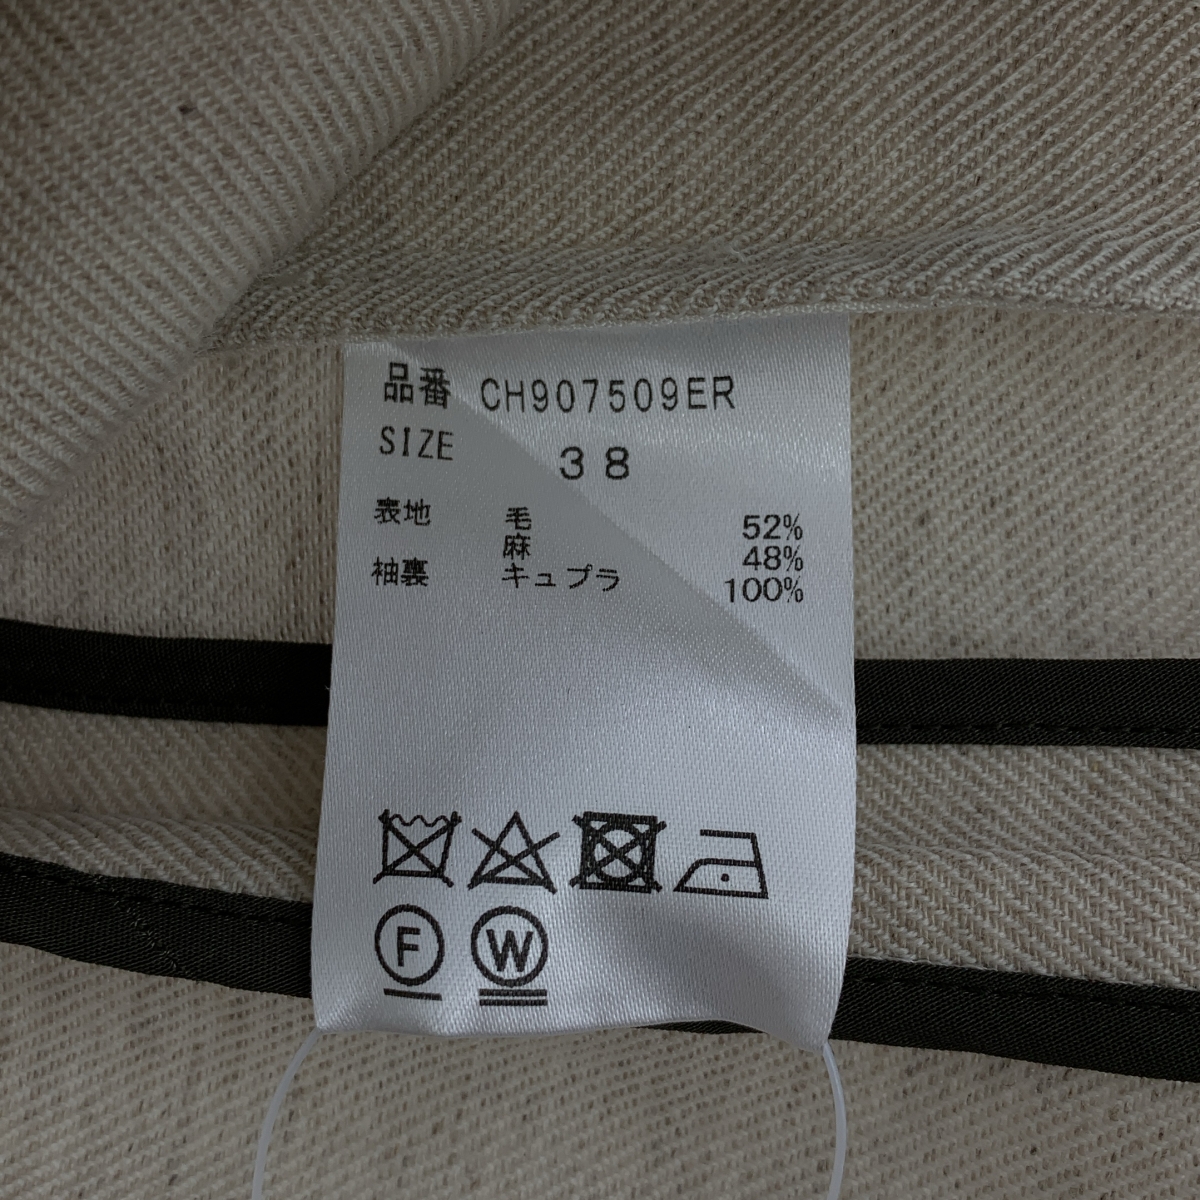 品番 CH907509ER
SIZE 38
表地 毛 52%
麻 48%
袖裏 キュプラ 100%
F W